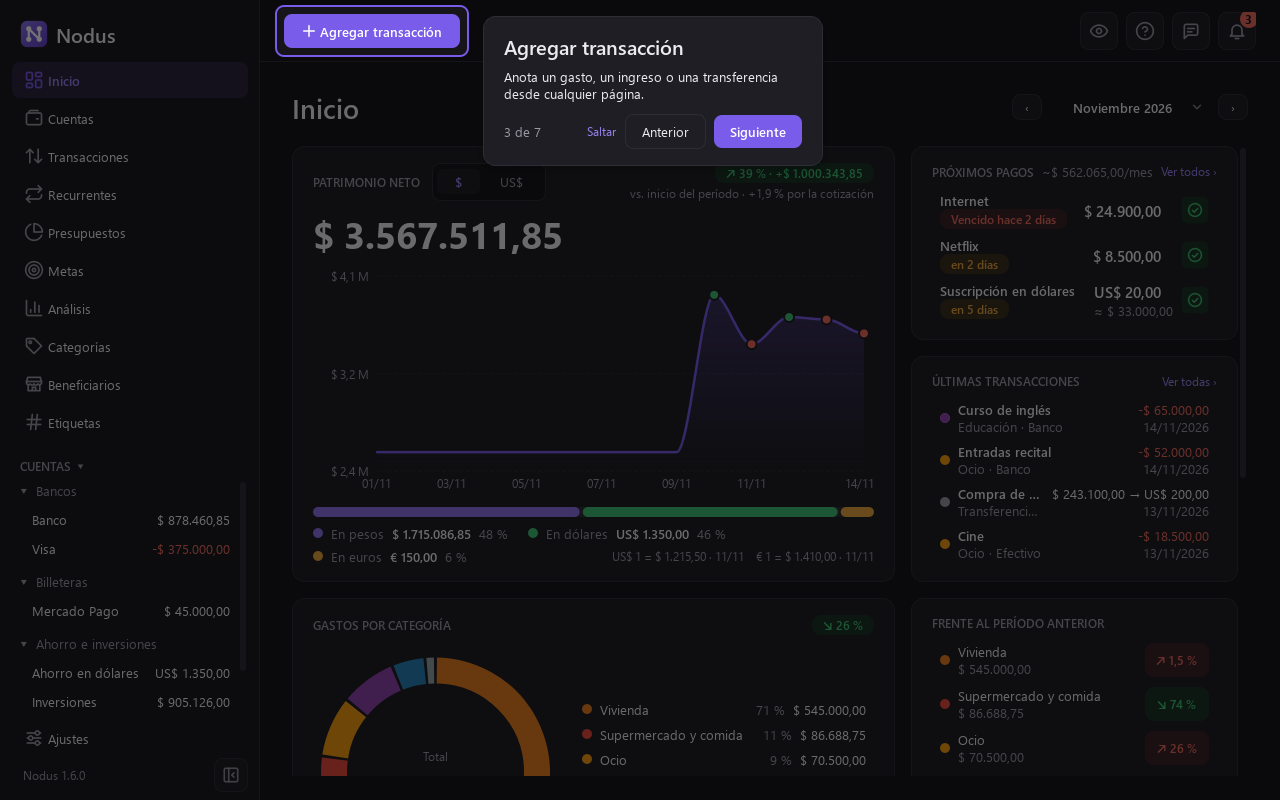 Nodus
Inicio
Cuentas
Transacciones
Recurrentes
Presupuestos
Metas
Análisis
Categorías
Beneficiarios
Etiquetas
CUENTAS
Bancos
Banco $ 878.460,85
Visa -$ 375.000,00
Billeteras
Mercado Pago $ 45.000,00
Ahorro e inversiones
Ahorro en dólares US$ 1.350,00
Inversiones $ 905.126,00
Ajustes
Nodus 1.6.0
+ Agregar transacción
3
Agregar transacción
Anota un gasto, un ingreso o una transferencia
desde cualquier página.
3 de 7 Saltar Anterior Siguiente
Inicio
‹ Noviembre 2026 ›
PATRIMONIO NETO $ US$
↗ 39 % · +$ 1.000.343,85
vs. inicio del período · +1,9 % por la cotización
$ 3.567.511,85
$ 4,1 M
$ 3,2 M
$ 2,4 M
01/11 03/11 05/11 07/11 09/11 11/11 14/11
En pesos $ 1.715.086,85 48 % En dólares US$ 1.350,00 46 %
En euros € 150,00 6 % US$ 1 = $ 1.215,50 · 11/11 € 1 = $ 1.410,00 · 11/11
PRÓXIMOS PAGOS ~$ 562.065,00/mes Ver todos ›
Internet
Vencido hace 2 días
$ 24.900,00
Netflix
en 2 días
$ 8.500,00
Suscripción en dólares US$ 20,00
en 5 días ≈ $ 33.000,00
ÚLTIMAS TRANSACCIONES Ver todas ›
Curso de inglés -$ 65.000,00
Educación · Banco 14/11/2026
Entradas recital -$ 52.000,00
Ocio · Banco 14/11/2026
Compra de ... $ 243.100,00 → US$ 200,00
Transferenci... 13/11/2026
Cine -$ 18.500,00
Ocio · Efectivo 13/11/2026
GASTOS POR CATEGORÍA ↘ 26 %
Total
Vivienda 71 % $ 545.000,00
Supermercado y comida 11 % $ 86.688,75
Ocio 9 % $ 70.500,00
FRENTE AL PERÍODO ANTERIOR
Vivienda
$ 545.000,00
↗ 1,5 %
Supermercado y comida
$ 86.688,75
↘ 74 %
Ocio
$ 70.500,00
↗ 26 %